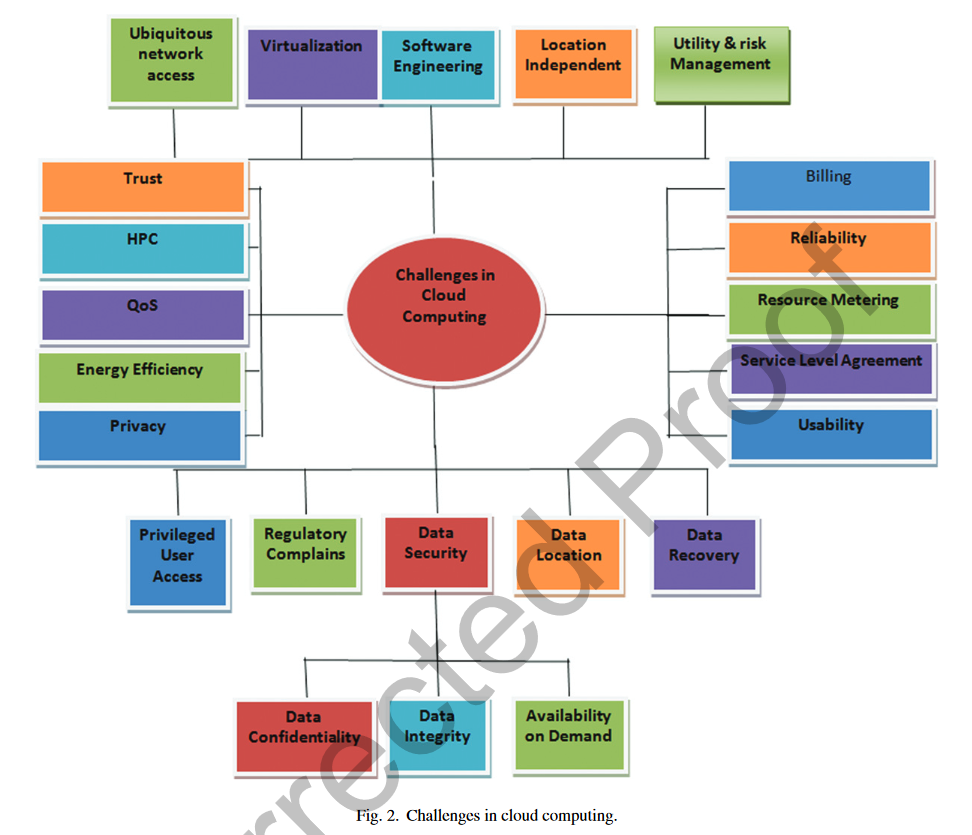 Ubiquitous
network
access
Virtualization
Software
Engineering
Location
Independent
Utility & risk
Management
Trust
HPC
QoS
Energy Efficiency
Privacy
Challenges in
Cloud
Computing
Billing
Reliability
Resource Metering
Service Level Agreement
Usability
Privileged
User
Access
Regulatory
Complains
Data
Security
Data
Location
Data
Recovery
Data
Confidentiality
Data
Integrity
Availability
on Demand
rrected Proof
Fig. 2. Challenges in cloud computing.